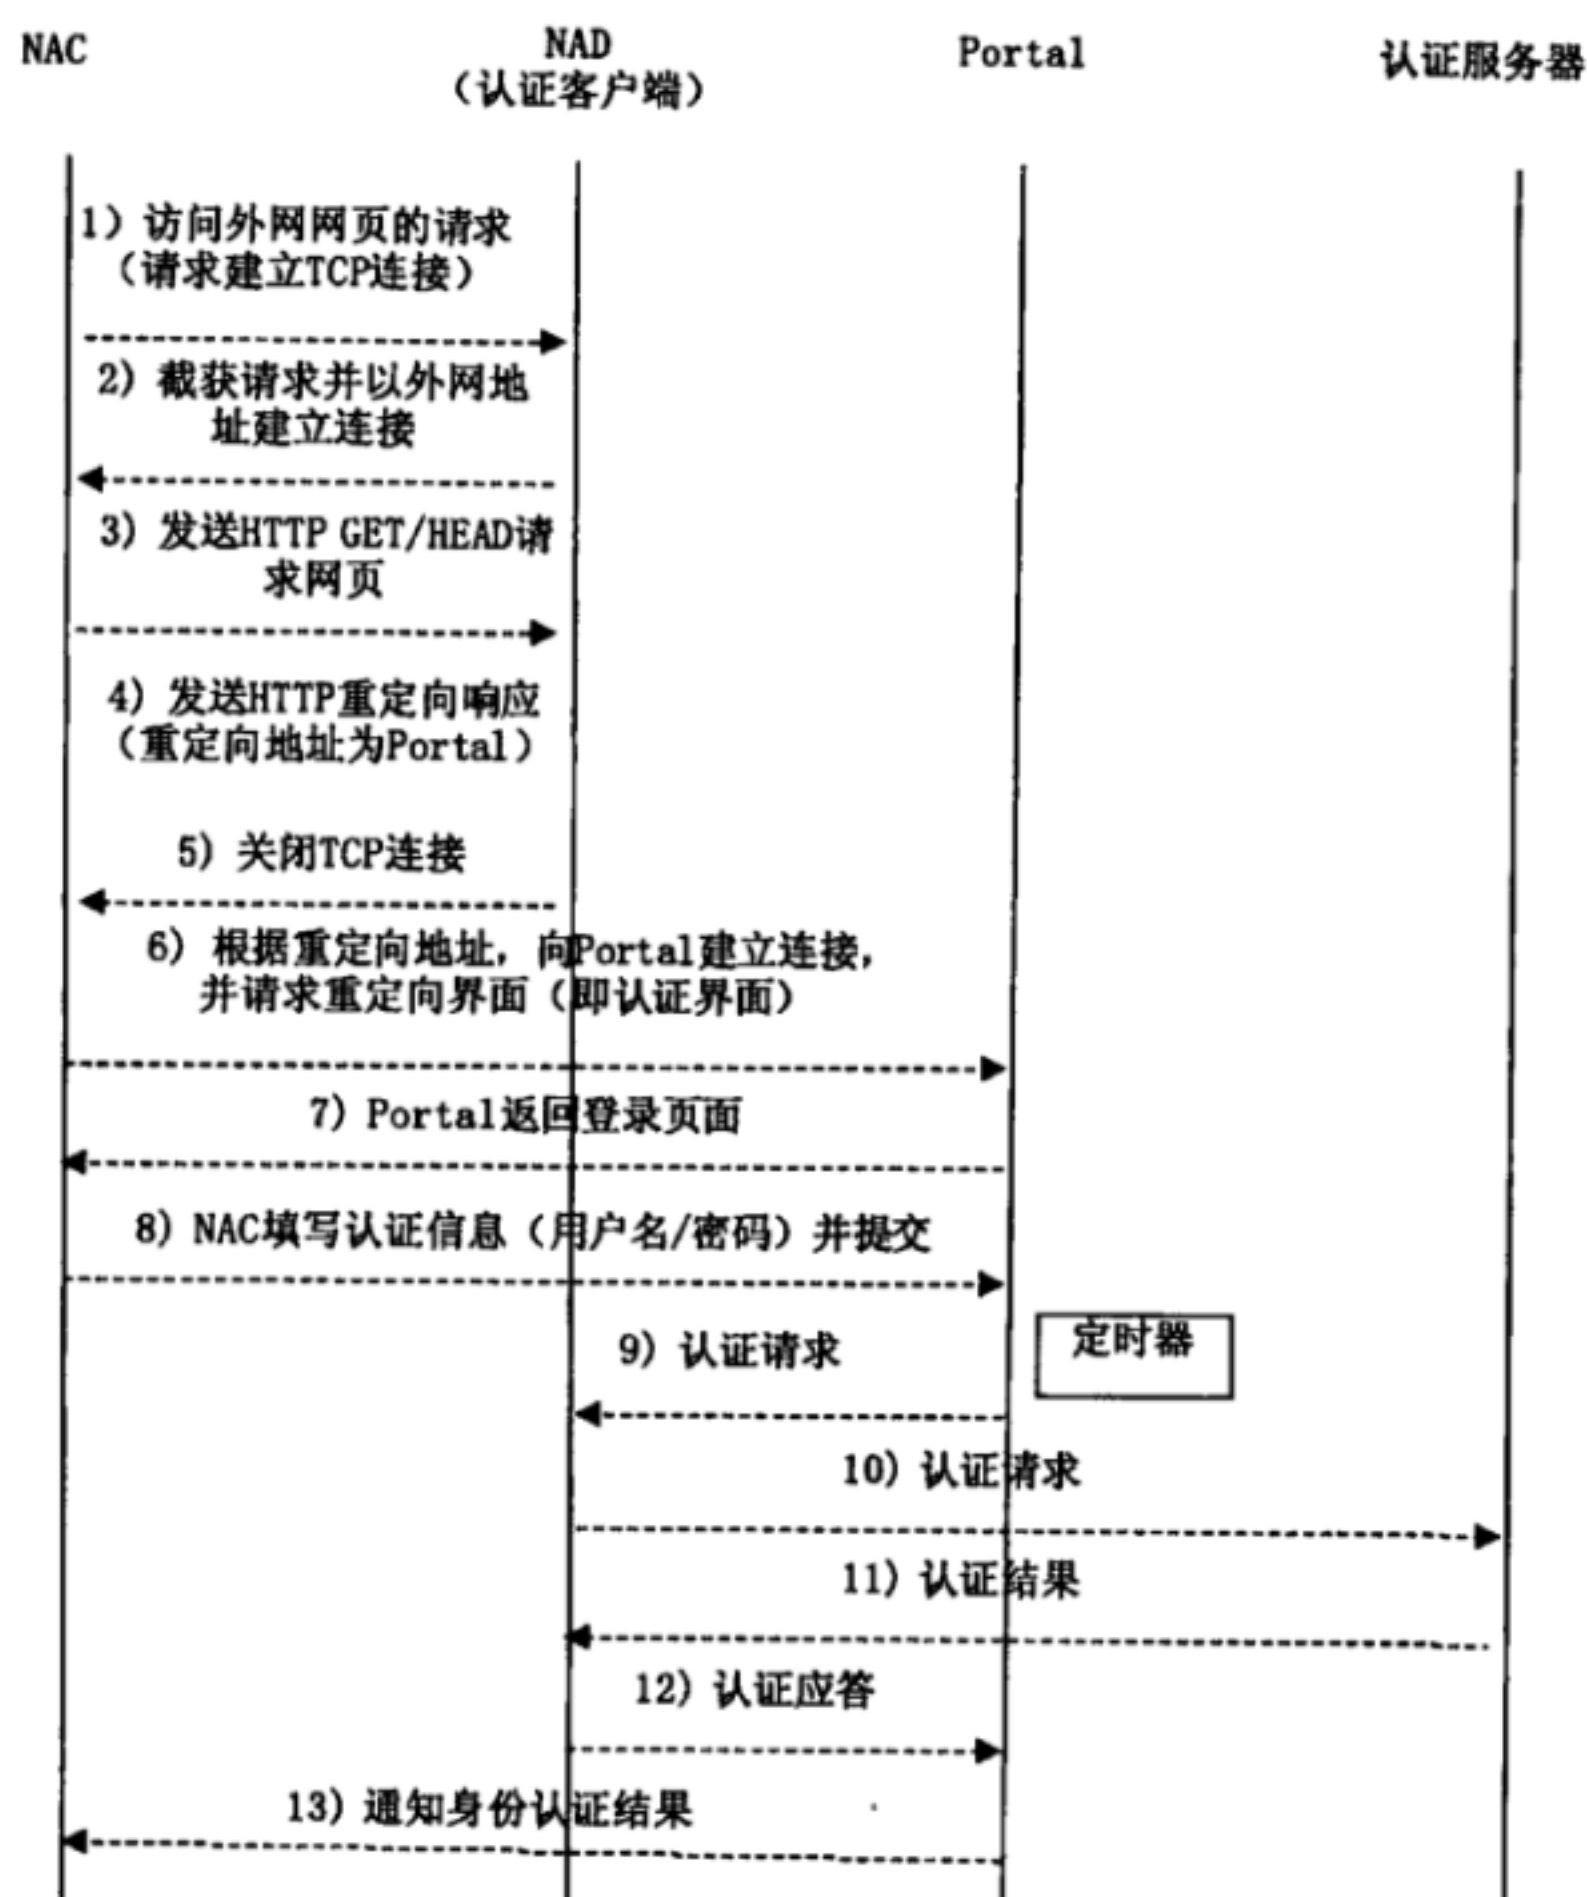 NAC
NAD
（认证客户端）
Portal
认证服务器
1）访问外网网页的请求
（请求建立TCP连接）
2）截获请求并以外网地
址建立连接
3）发送HTTP GET/HEAD请
求网页
4）发送HTTP重定向响应
（重定向地址为Portal）
5）关闭TCP连接
6）根据重定向地址，向Portal建立连接，
并请求重定向界面（即认证界面）
7）Portal返回登录页面
8）NAC填写认证信息（用户名/密码）并提交
9）认证请求
定时器
10）认证请求
11）认证结果
12）认证应答
13）通知身份认证结果